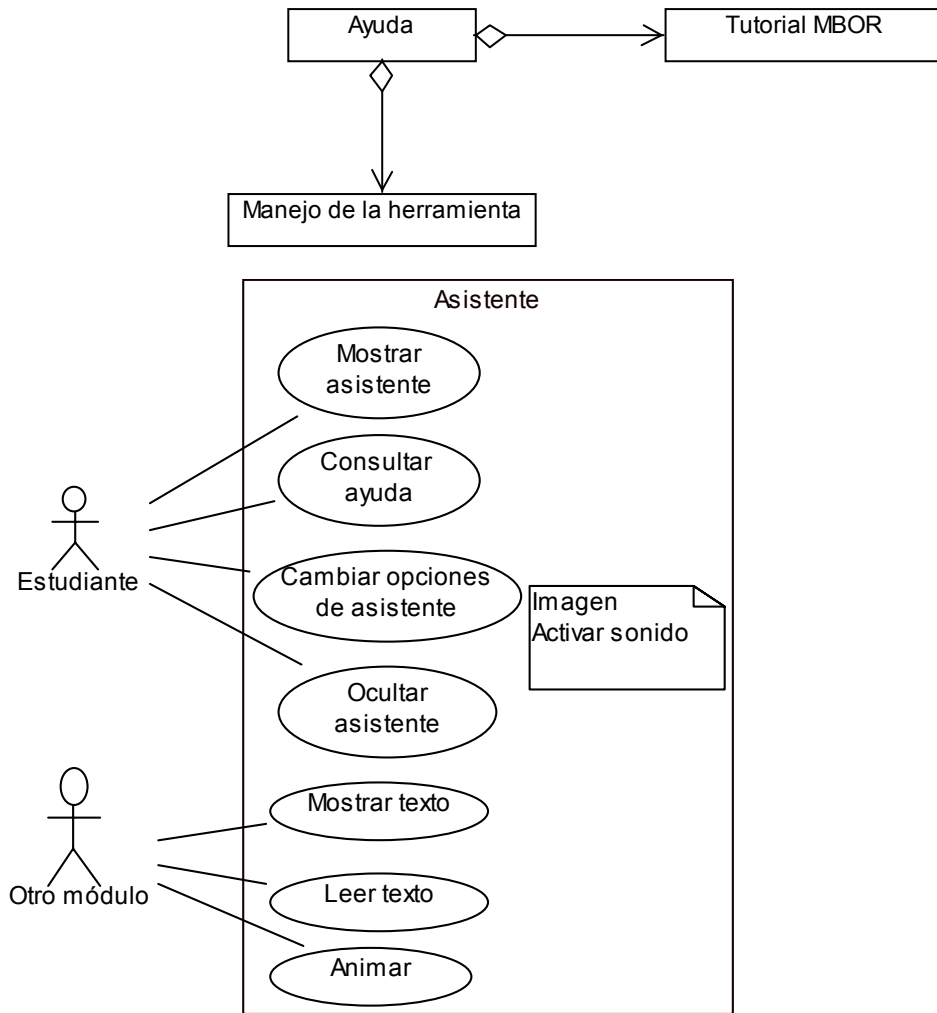 Ayuda
Tutorial MBOR
Manejo de la herramienta
Asistente
Mostrar
asistente
Consultar
ayuda
Estudiante
Cambiar opciones
de asistente
Imagen
Activar sonido
Ocultar
asistente
Otro módulo
Mostrar texto
Leer texto
Animar